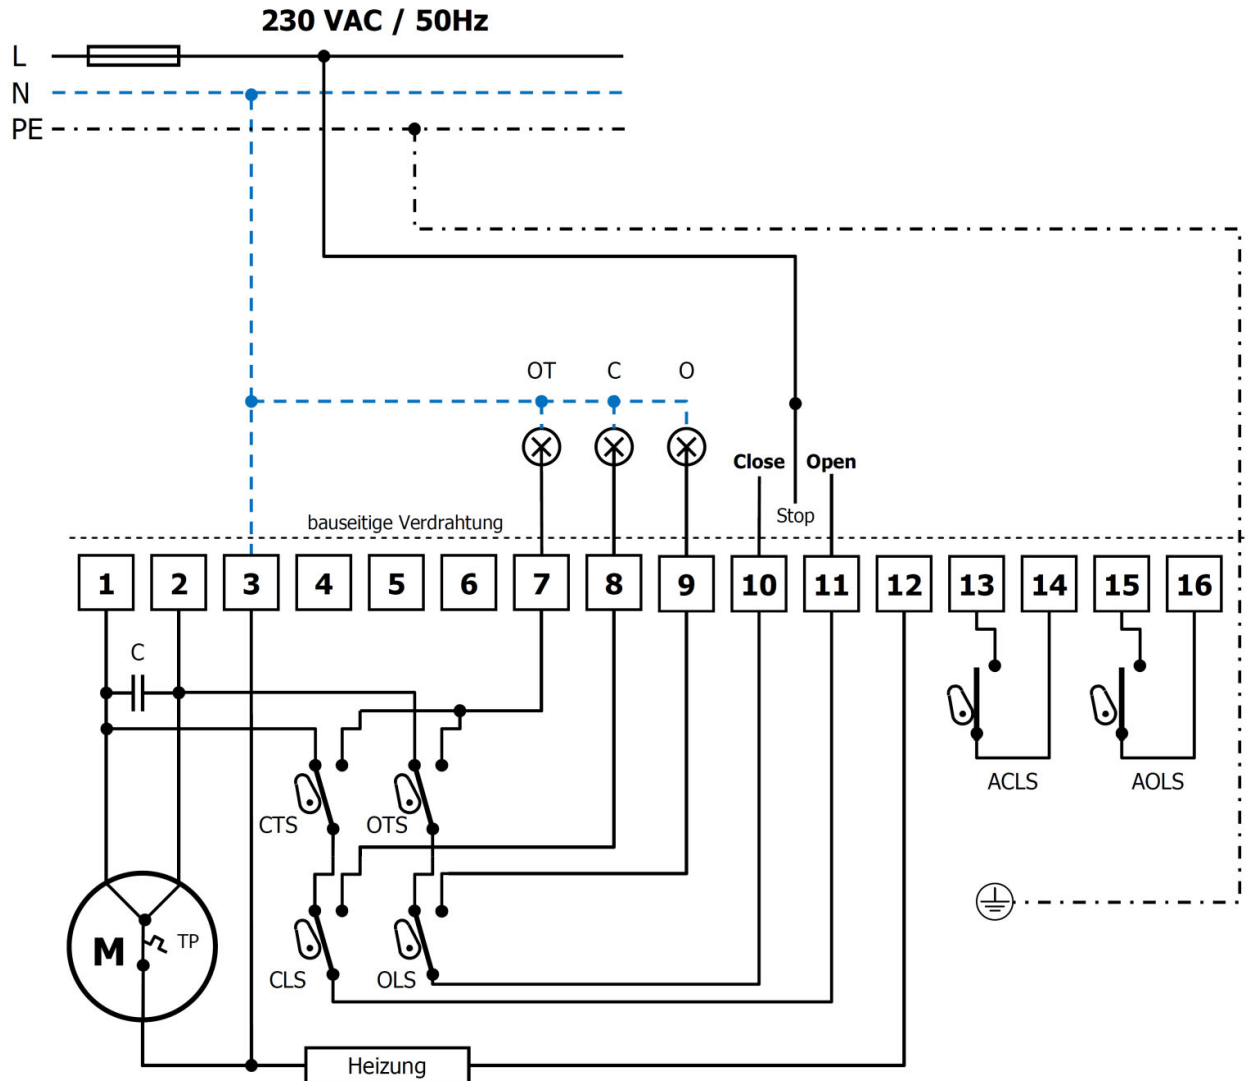 230 VAC / 50Hz
L
N
PE
OT C O
Close Open
Stop
bauseitige Verdrahtung
1 2 3 4 5 6 7 8 9 10 11 12 13 14 15 16
C
ACLS AOLS
CTS OTS
M TP
CLS OLS
Heizung